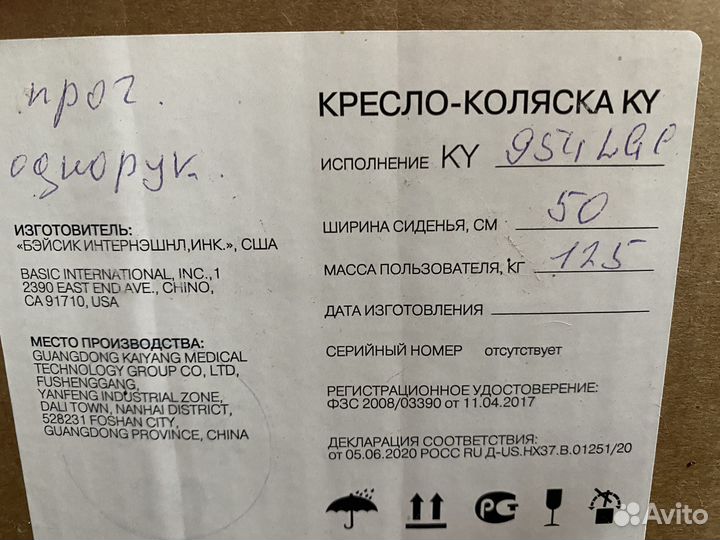 прог.
однорук.
ИЗГОТОВИТЕЛЬ:
«БЭЙСИК ИНТЕРНЭШНЛ,ИНК.», США
BASIC INTERNATIONAL, INC.,1
2390 EAST END AVE., CHINO,
CA 91710, USA
МЕСТО ПРОИЗВОДСТВА:
GUANGDONG KAIYANG MEDICAL
TECHNOLOGY GROUP CO, LTD,
FUSHENGGANG,
YANFENG INDUSTRIAL ZONE,
DALI TOWN, NANHAI DISTRICT,
528231 FOSHAN CITY,
GUANGDONG PROVINCE, CHINA
КРЕСЛО-КОЛЯСКА KY
ИСПОЛНЕНИЕ KY 954 LGC
ШИРИНА СИДЕНЬЯ, СМ 50
МАССА ПОЛЬЗОВАТЕЛЯ, КГ 125
ДАТА ИЗГОТОВЛЕНИЯ
СЕРИЙНЫЙ НОМЕР отсутствует
РЕГИСТРАЦИОННОЕ УДОСТОВЕРЕНИЕ:
ФЗС 2008/03390 от 11.04.2017
ДЕКЛАРАЦИЯ СООТВЕТСТВИЯ:
от 05.06.2020 РОСС RU Д-US.HX37.B.01251/20
Avito